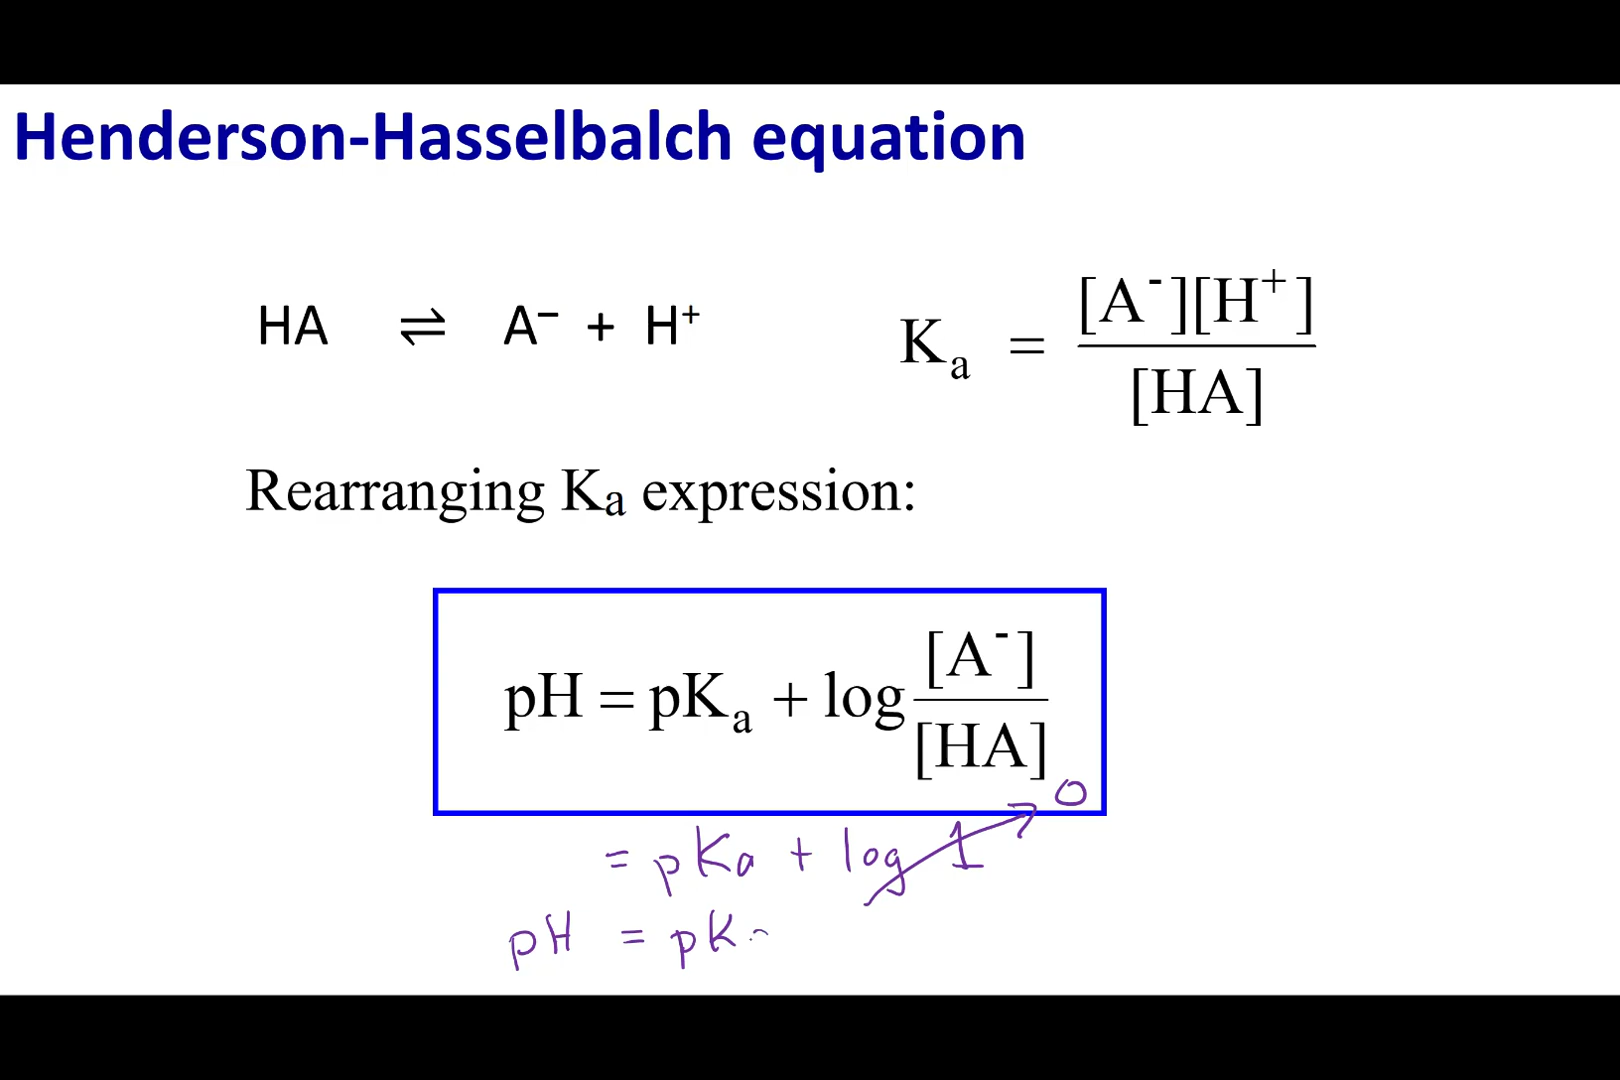 Henderson-Hasselbalch equation
HA ⇌ A⁻ + H⁺
Kₐ = [A⁻][H⁺] / [HA]
Rearranging Kₐ expression:
pH = pKₐ + log [A⁻] / [HA]
0
= pKa + log 1
pH = pK